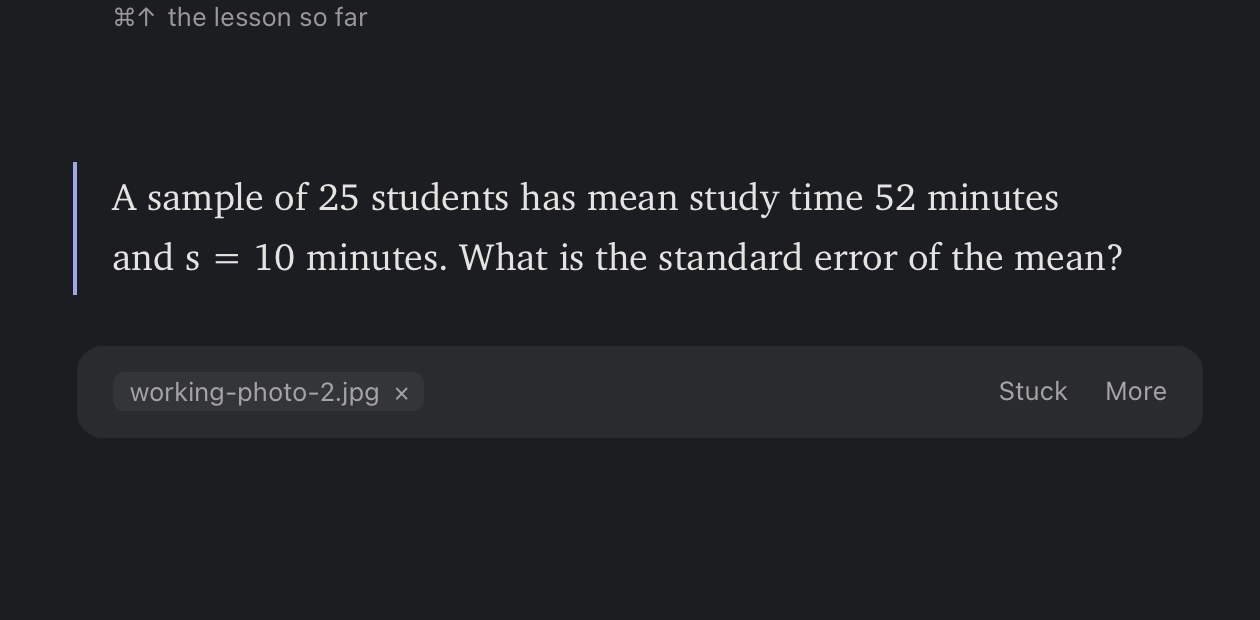 ⌘↑ the lesson so far
A sample of 25 students has mean study time 52 minutes
and s = 10 minutes. What is the standard error of the mean?
working-photo-2.jpg × Stuck More